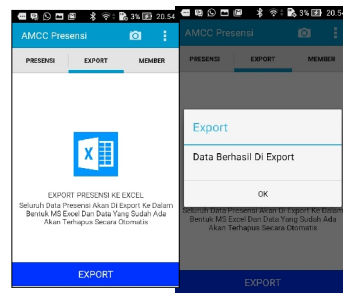 3% 20.54
AMCC Presensi
PRESENSI EXPORT MEMBER
X
EXPORT PRESENSI KE EXCEL
Seluruh Data Presensi Akan Di Export Ke Dalam
Bentuk MS Excel Dan Data Yang Sudah Ada
Akan Terhapus Secara Otomatis
EXPORT
3% 20.54
AMCC Presensi
PRESENSI EXPORT MEMBER
Export
Data Berhasil Di Export
OK
Seluruh Data Presensi Akan Di Export Ke Dalam
Bentuk MS Excel Dan Data Yang Sudah Ada
Akan Terhapus Secara Otomatis
EXPORT